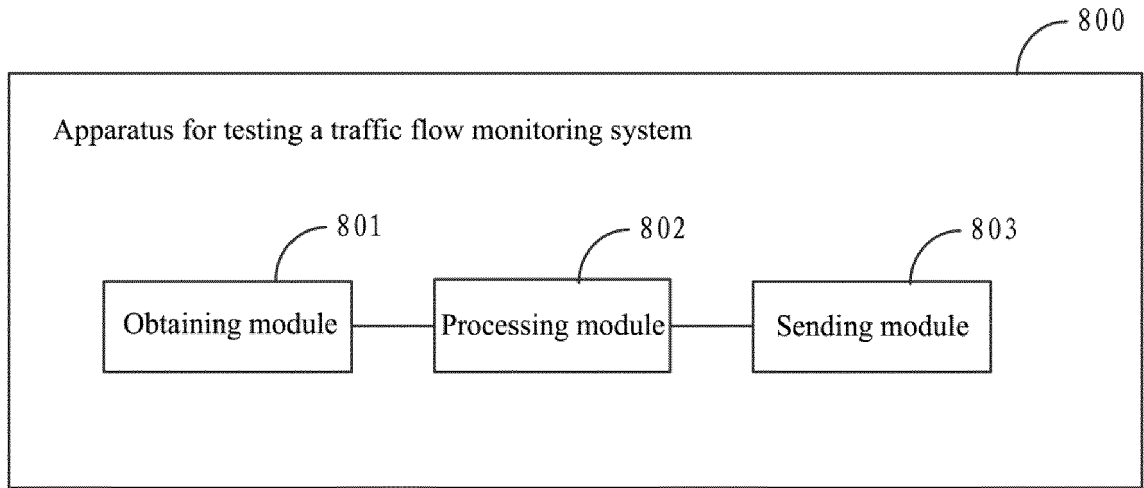 800
Apparatus for testing a traffic flow monitoring system
801
802
803
Obtaining module
Processing module
Sending module